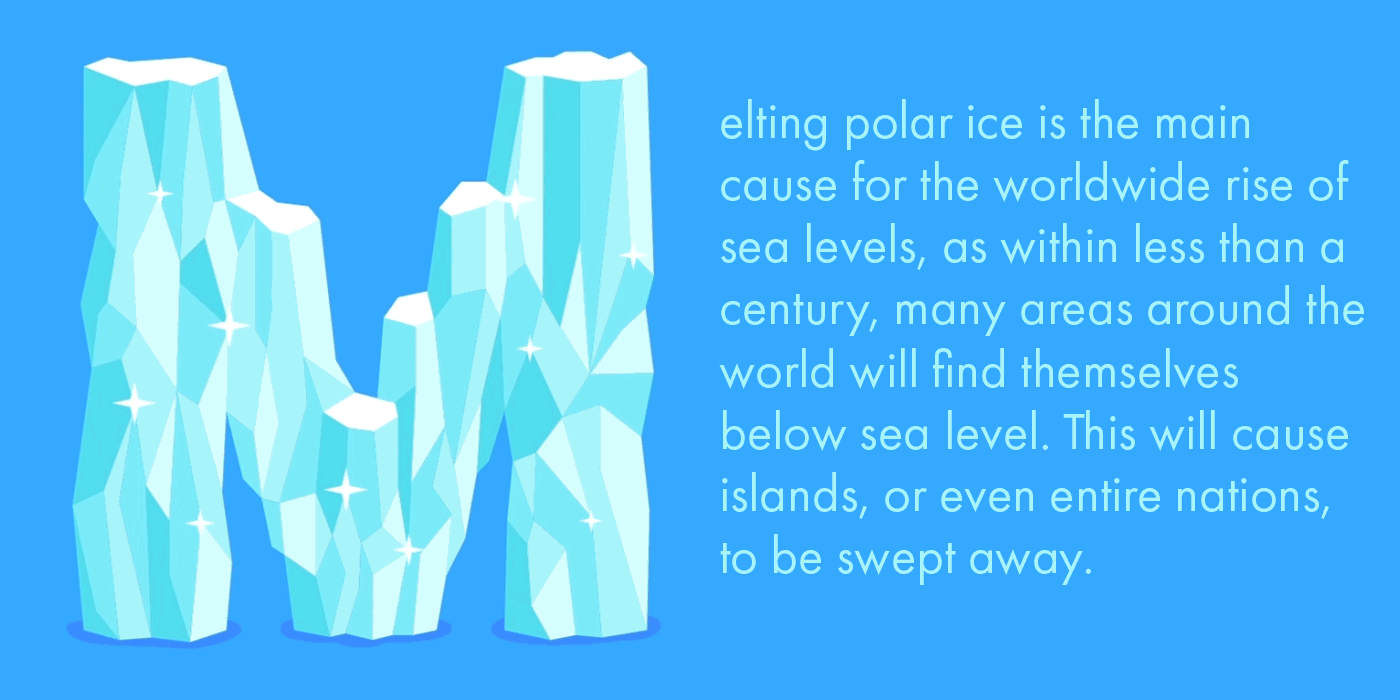 Melting polar ice is the main
cause for the worldwide rise of
sea levels, as within less than a
century, many areas around the
world will find themselves
below sea level. This will cause
islands, or even entire nations,
to be swept away.